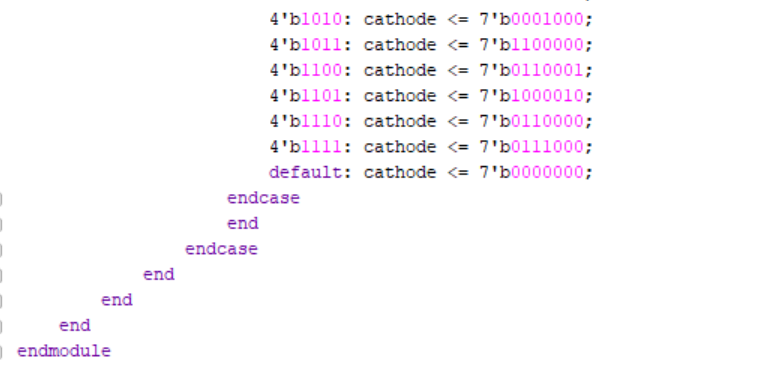 4'b1010: cathode <= 7'b0001000;
4'b1011: cathode <= 7'b1100000;
4'b1100: cathode <= 7'b0110001;
4'b1101: cathode <= 7'b1000010;
4'b1110: cathode <= 7'b0110000;
4'b1111: cathode <= 7'b0111000;
default: cathode <= 7'b0000000;
endcase
end
endcase
end
end
end
endmodule